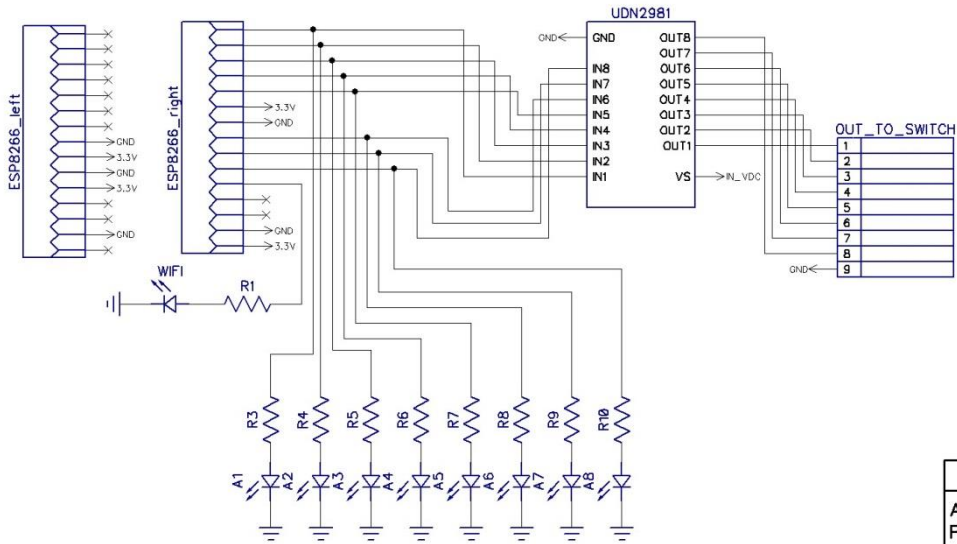 UDN2981
GND
GND
OUT8
OUT7
IN8
OUT6
IN7
OUT5
IN6
OUT4
IN5
OUT3
IN4
OUT2
IN3
OUT1
IN2
IN1
VS
IN_VDC
ESP8266_left
GND
3.3V
GND
3.3V
GND
ESP8266_right
3.3V
GND
GND
3.3V
OUT_TO_SWITCH
1
2
3
4
5
6
7
8
GND
9
WIFI
R1
R3
R4
R5
R6
R7
R8
R9
R10
A1
A2
A3
A4
A5
A6
A7
A8